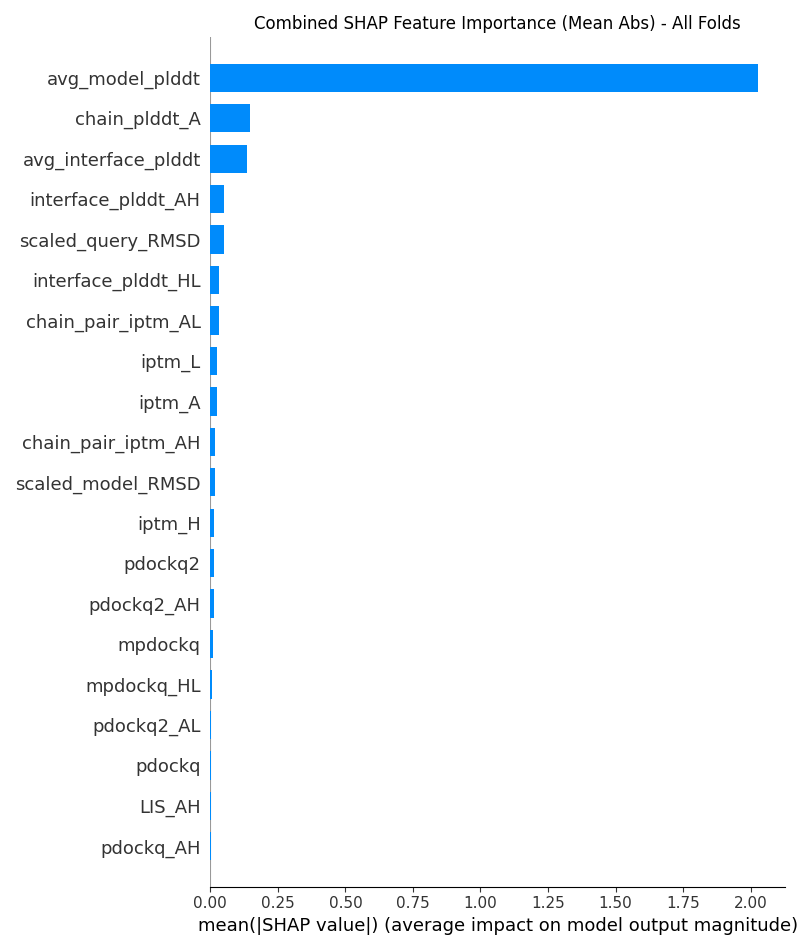 Combined SHAP Feature Importance (Mean Abs) - All Folds
avg_model_plddt
chain_plddt_A
avg_interface_plddt
interface_plddt_AH
scaled_query_RMSD
interface_plddt_HL
chain_pair_iptm_AL
iptm_L
iptm_A
chain_pair_iptm_AH
scaled_model_RMSD
iptm_H
pdockq2
pdockq2_AH
mpdockq
mpdockq_HL
pdockq2_AL
pdockq
LIS_AH
pdockq_AH
0.00 0.25 0.50 0.75 1.00 1.25 1.50 1.75 2.00
mean(|SHAP value|) (average impact on model output magnitude)